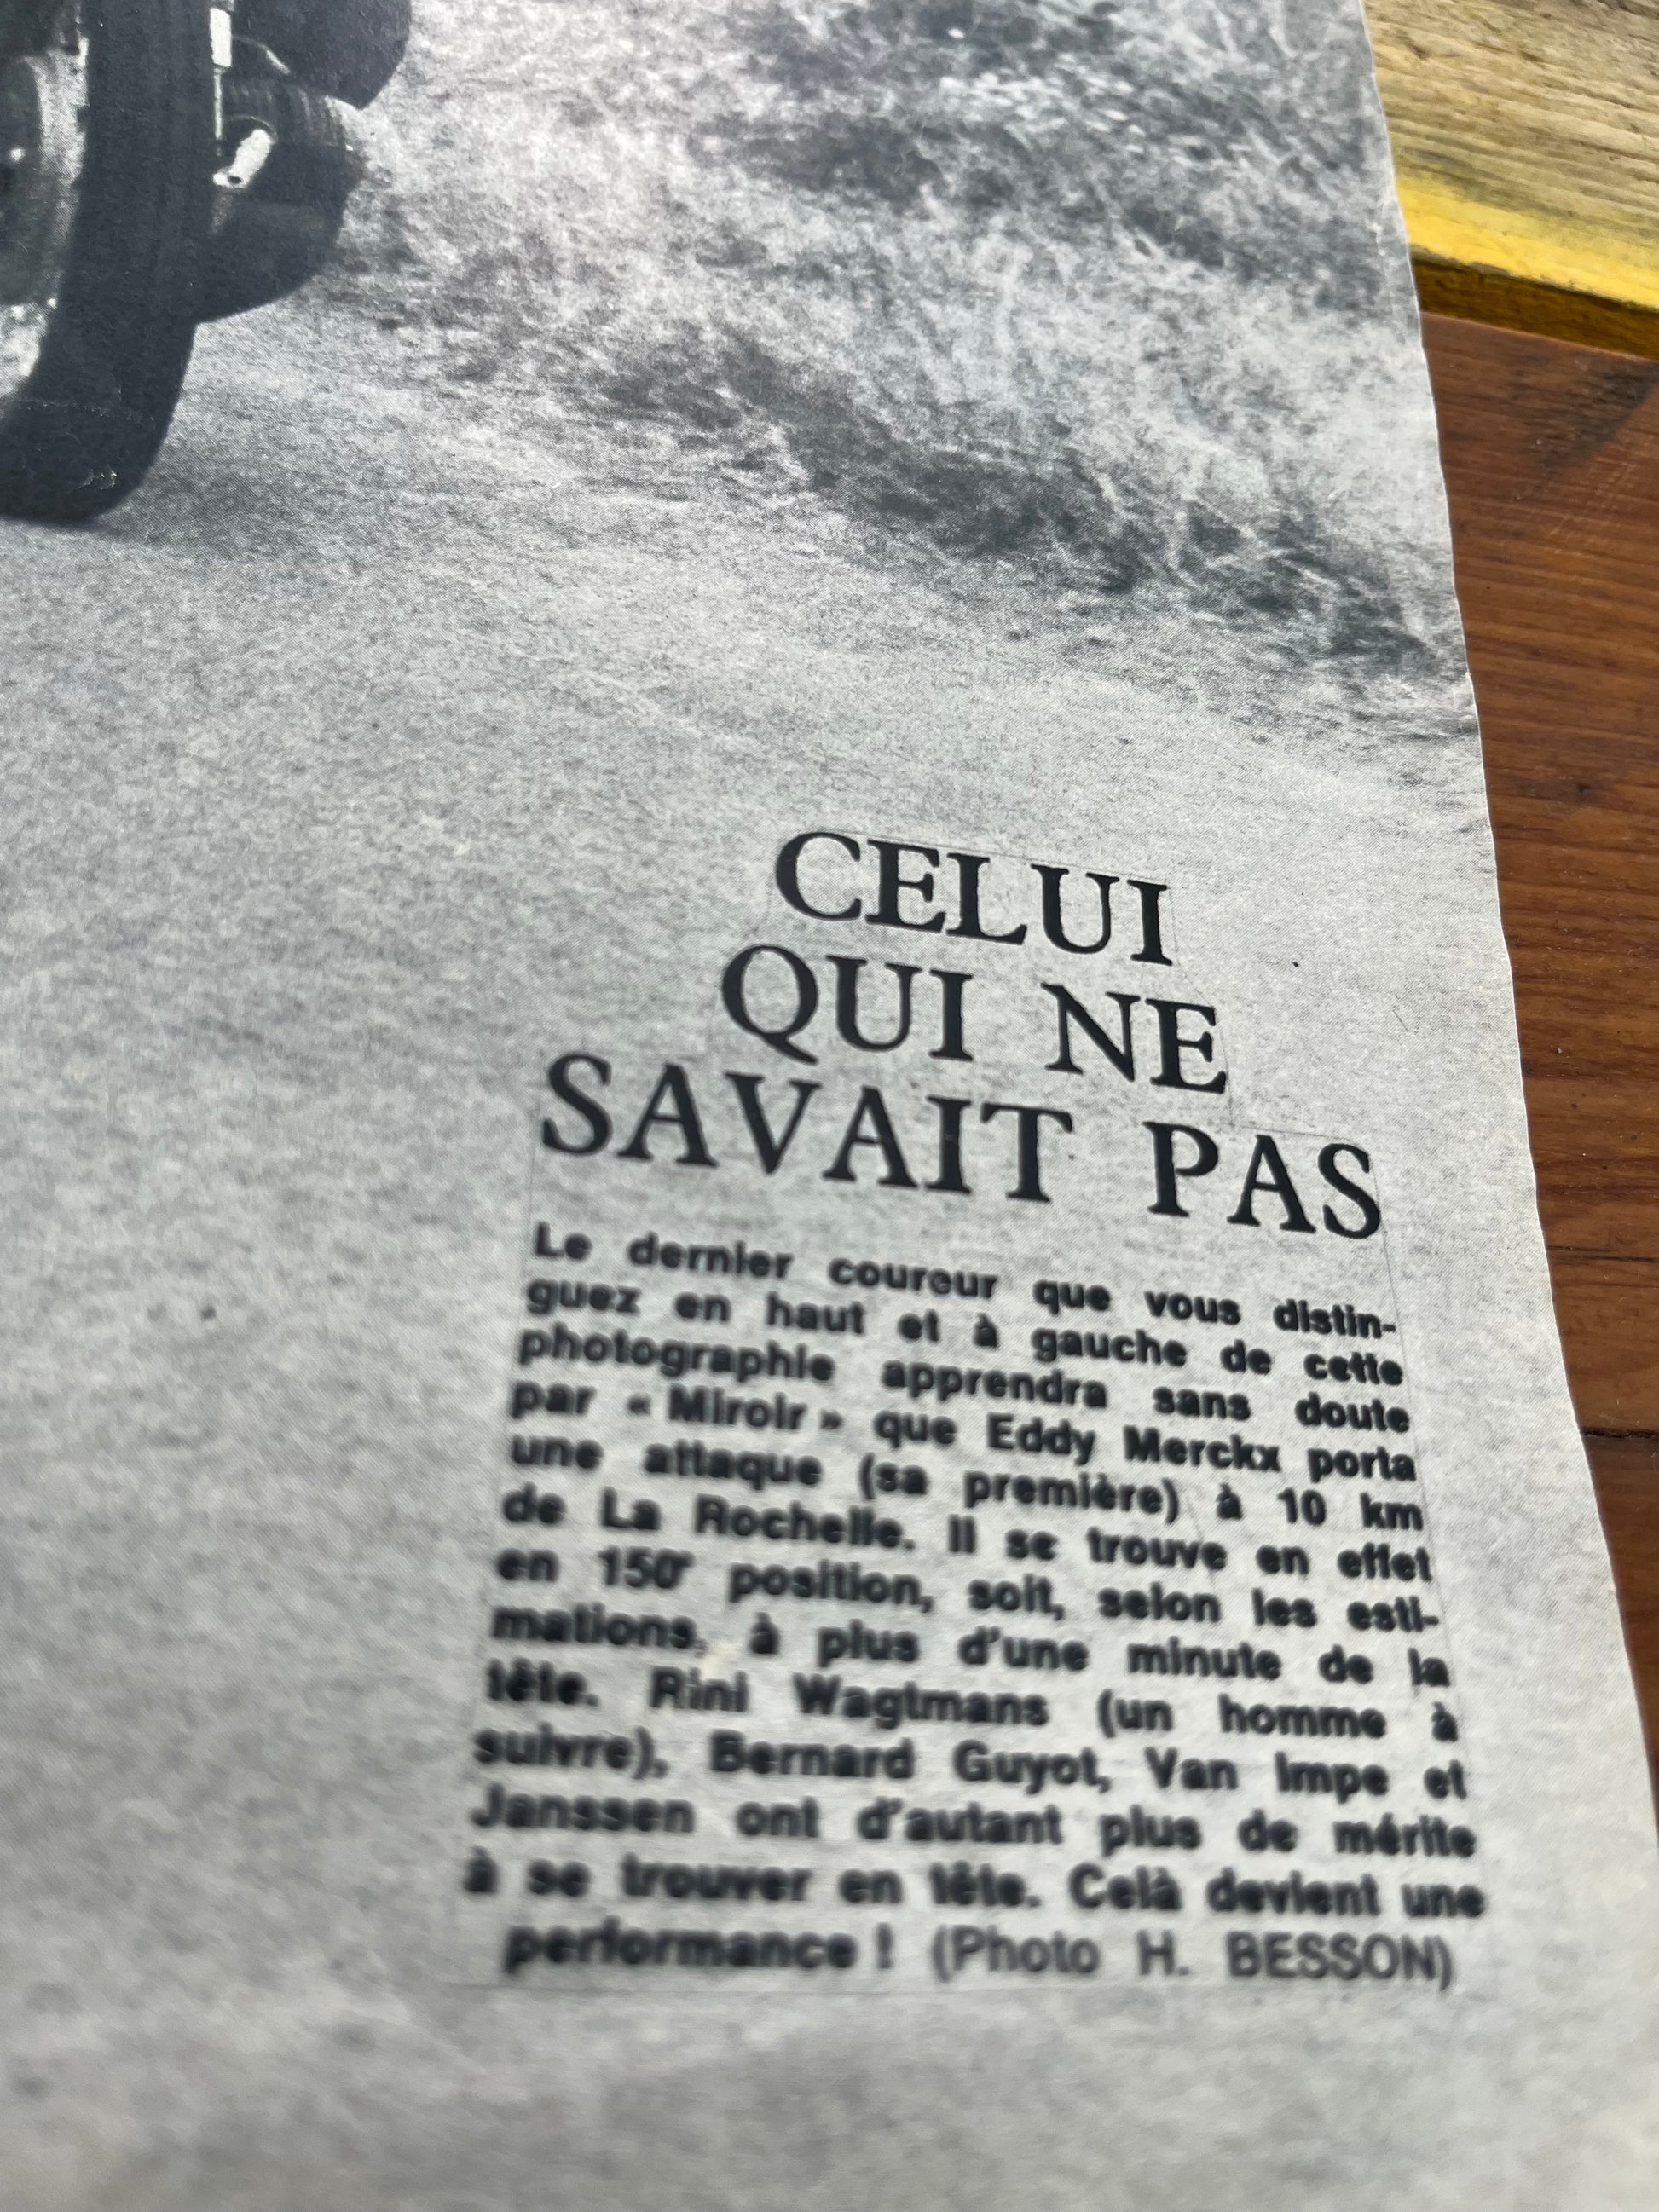 CELUI
QUI NE
SAVAIT PAS
Le dernier coureur que vous distin-
guez en haut et à gauche de cette
photographie apprendra sans doute
par « Miroir » que Eddy Merckx porta
une attaque (sa première) à 10 km
de La Rochelle. Il se trouve en effet
en 150e position, soit, selon les esti-
mations, à plus d'une minute de la
tête. Rini Wagtmans (un homme à
suivre), Bernard Guyot, Van Impe et
Janssen ont d'autant plus de mérite
à se trouver en tête. Celà devient une
performance ! (Photo H. BESSON)